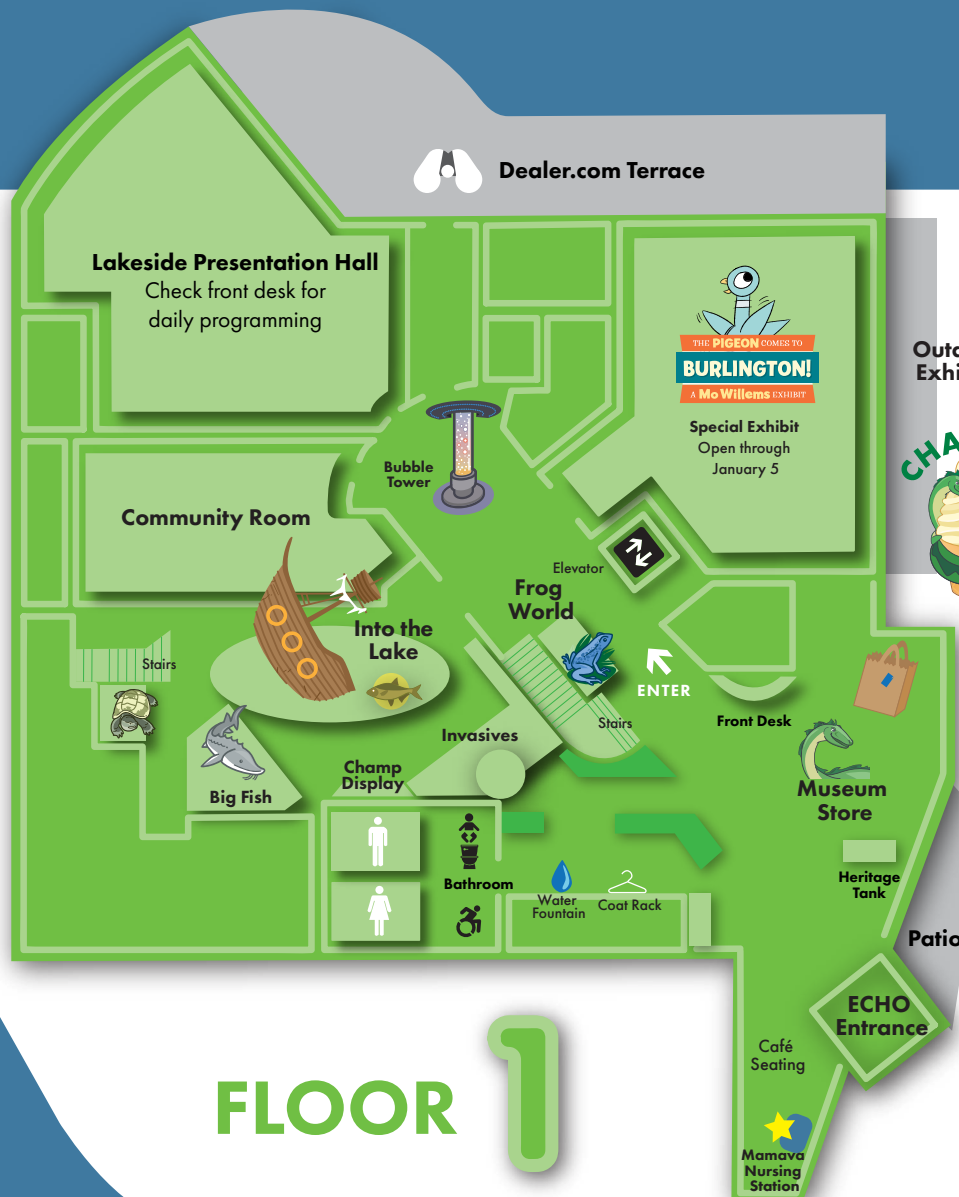 Dealer.com Terrace
Lakeside Presentation Hall
Check front desk for
daily programming
THE PIGEON COMES TO
BURLINGTON!
A Mo Willems EXHIBIT
Special Exhibit
Open through
January 5
Bubble
Tower
Community Room
Elevator
Frog
World
Into the
Lake
Stairs
ENTER
Front Desk
Stairs
Invasives
Champ
Display
Big Fish
Museum
Store
Heritage
Tank
Bathroom
Water
Fountain
Coat Rack
Patio
ECHO
Entrance
Café
Seating
Mamava
Nursing
Station
FLOOR 1